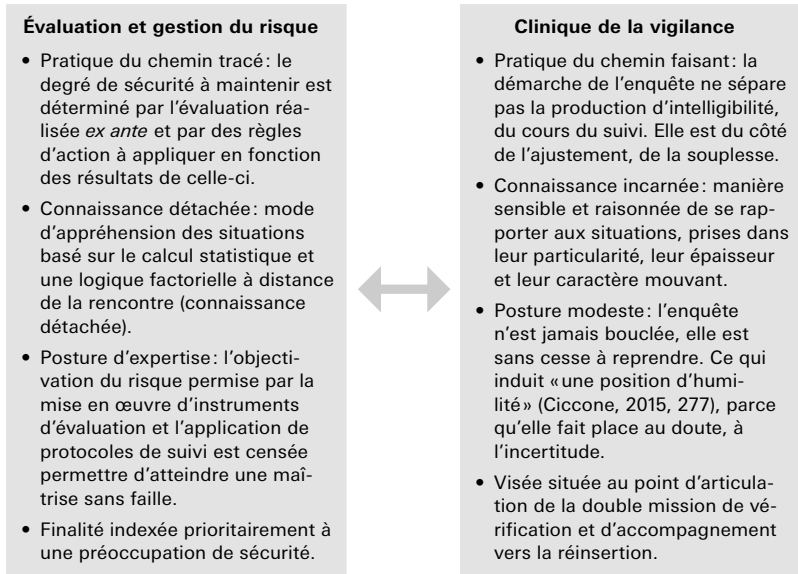 Évaluation et gestion du risque
• Pratique du chemin tracé : le
degré de sécurité à maintenir est
déterminé par l’évaluation réa-
lisée ex ante et par des règles
d’action à appliquer en fonction
des résultats de celle-ci.
• Connaissance détachée : mode
d’appréhension des situations
basé sur le calcul statistique et
une logique factorielle à distance
de la rencontre (connaissance
détachée).
• Posture d’expertise : l’objecti-
vation du risque permise par la
mise en œuvre d’instruments
d’évaluation et l’application de
protocoles de suivi est censée
permettre d’atteindre une maî-
trise sans faille.
• Finalité indexée prioritairement à
une préoccupation de sécurité.
Clinique de la vigilance
• Pratique du chemin faisant : la
démarche de l’enquête ne sépare
pas la production d’intelligibilité,
du cours du suivi. Elle est du côté
de l’ajustement, de la souplesse.
• Connaissance incarnée : manière
sensible et raisonnée de se rap-
porter aux situations, prises dans
leur particularité, leur épaisseur
et leur caractère mouvant.
• Posture modeste : l’enquête
n’est jamais bouclée, elle est
sans cesse à reprendre. Ce qui
induit « une position d’humi-
lité » (Ciccone, 2015, 277), parce
qu’elle fait place au doute, à
l’incertitude.
• Visée située au point d’articula-
tion de la double mission de vé-
rification et d’accompagnement
vers la réinsertion.